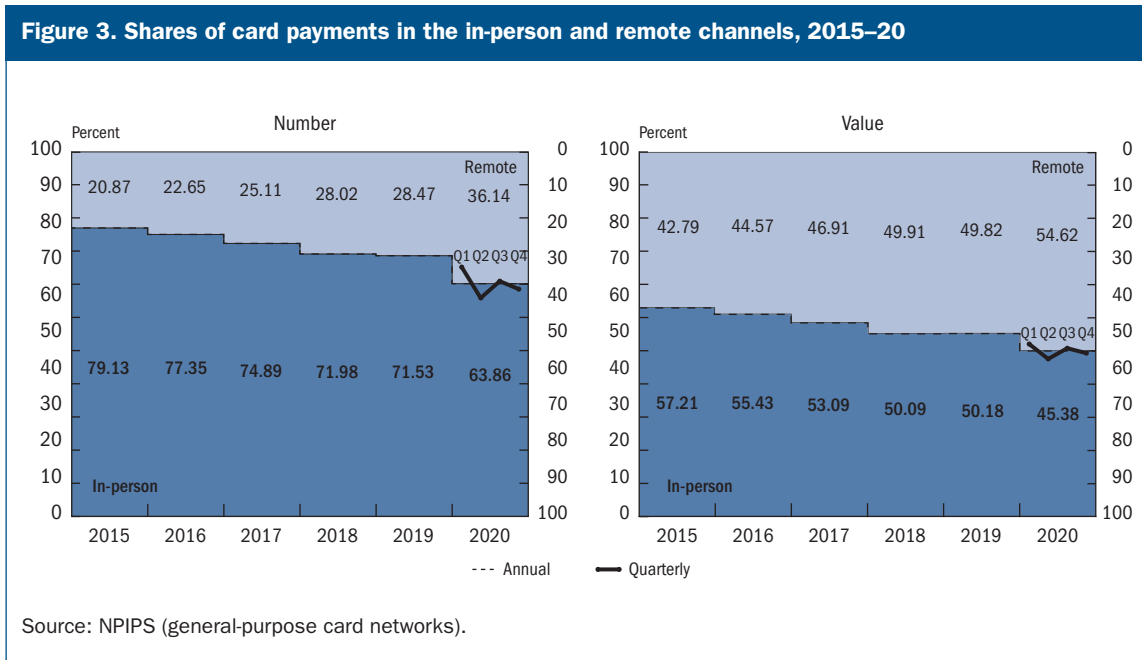 Figure 3. Shares of card payments in the in-person and remote channels, 2015–20
Number
Percent
100
90
80
70
60
50
40
30
20
10
0
0
10
20
30
40
50
60
70
80
90
100
Remote
20.87 22.65 25.11 28.02 28.47 36.14
Q1 Q2 Q3 Q4
79.13 77.35 74.89 71.98 71.53 63.86
In-person
2015 2016 2017 2018 2019 2020
Value
Percent
100
90
80
70
60
50
40
30
20
10
0
0
10
20
30
40
50
60
70
80
90
100
Remote
42.79 44.57 46.91 49.91 49.82 54.62
Q1 Q2 Q3 Q4
57.21 55.43 53.09 50.09 50.18 45.38
In-person
2015 2016 2017 2018 2019 2020
Annual Quarterly
Source: NPIPS (general-purpose card networks).